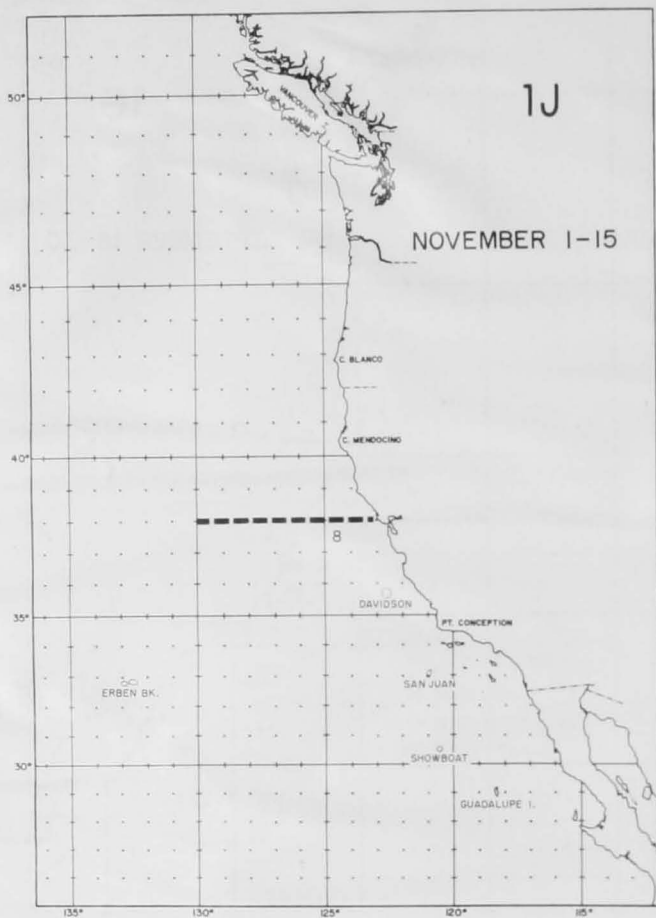 1J
50°
VANCOUVER
NOVEMBER 1-15
45°
C. BLANCO
C. MENDOCINO
40°
8
DAVIDSON
35°
PT. CONCEPTION
ERBEN BK.
SAN JUAN
SHOWBOAT
30°
GUADALUPE I.
135° 130° 125° 120° 115°